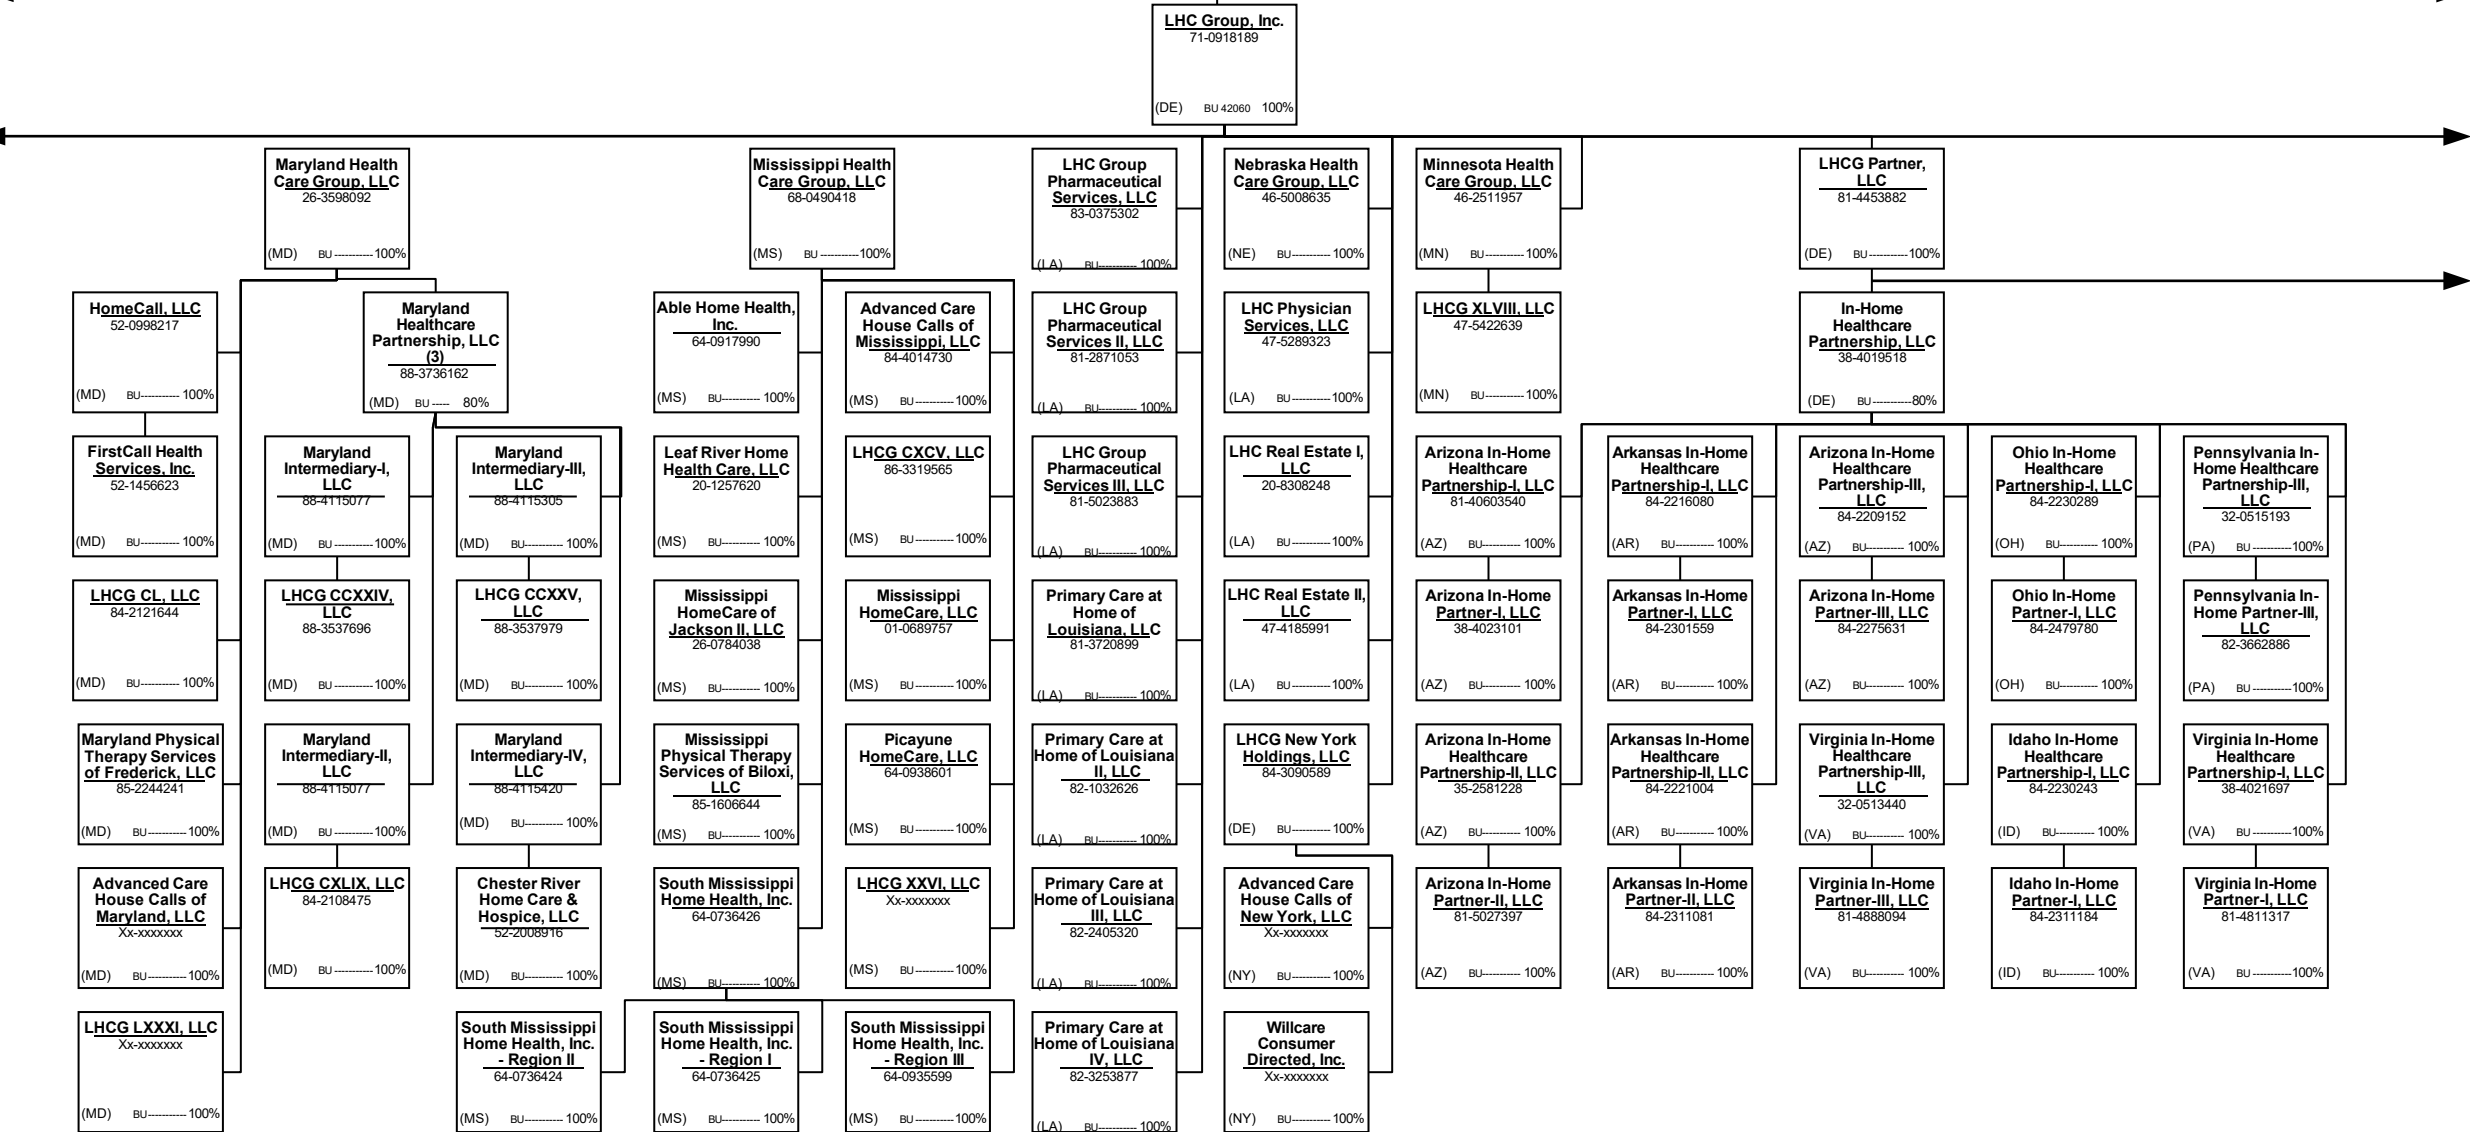 LHC Group, Inc.
71-0918189
(DE) BU 42060 100%
Maryland Health
Care Group, LLC
26-3598092
(MD) BU ----------- 100%
Mississippi Health
Care Group, LLC
68-0490418
(MS) BU ----------- 100%
LHC Group
Pharmaceutical
Services, LLC
83-0375302
(LA) BU----------- 100%
Nebraska Health
Care Group, LLC
46-5008635
(NE) BU----------- 100%
Minnesota Health
Care Group, LLC
46-2511957
(MN) BU----------- 100%
LHCG Partner,
LLC
81-4453882
(DE) BU -----------100%
HomeCall, LLC
52-0998217
(MD) BU----------- 100%
Maryland
Healthcare
Partnership, LLC
(3)
88-3736162
(MD) BU ----- 80%
Able Home Health,
Inc.
64-0917990
(MS) BU----------- 100%
Advanced Care
House Calls of
Mississippi, LLC
84-4014730
(MS) BU----------- 100%
LHC Group
Pharmaceutical
Services II, LLC
81-2871053
(LA) BU----------- 100%
LHC Physician
Services, LLC
47-5289323
(LA) BU----------- 100%
LHCG XLVIII, LLC
47-5422639
(MN) BU----------- 100%
In-Home
Healthcare
Partnership, LLC
38-4019518
(DE) BU -----------80%
FirstCall Health
Services, Inc.
52-1456623
(MD) BU----------- 100%
Maryland
Intermediary-I,
LLC
88-4115077
(MD) BU ----------- 100%
Maryland
Intermediary-III,
LLC
88-4115305
(MD) BU----------- 100%
Leaf River Home
Health Care, LLC
20-1257620
(MS) BU----------- 100%
LHCG CXCV, LLC
86-3319565
(MS) BU----------- 100%
LHC Group
Pharmaceutical
Services III, LLC
81-5023883
(LA) BU----------- 100%
LHC Real Estate I,
LLC
20-8308248
(LA) BU----------- 100%
Arizona In-Home
Healthcare
Partnership-I, LLC
81-40603540
(AZ) BU----------- 100%
Arkansas In-Home
Healthcare
Partnership-I, LLC
84-2216080
(AR) BU----------- 100%
Arizona In-Home
Healthcare
Partnership-III,
LLC
84-2209152
(AZ) BU----------- 100%
Ohio In-Home
Healthcare
Partnership-I, LLC
84-2230289
(OH) BU----------- 100%
Pennsylvania In-
Home Healthcare
Partnership-III,
LLC
32-0515193
(PA) BU -----------100%
LHCG CL, LLC
84-2121644
(MD) BU----------- 100%
LHCG CCXXIV,
LLC
88-3537696
(MD) BU ----------- 100%
LHCG CCXXV,
LLC
88-3537979
(MD) BU----------- 100%
Mississippi
HomeCare of
Jackson II, LLC
26-0784038
(MS) BU----------- 100%
Mississippi
HomeCare, LLC
01-0689757
(MS) BU----------- 100%
Primary Care at
Home of
Louisiana, LLC
81-3720899
(LA) BU----------- 100%
LHC Real Estate II,
LLC
47-4185991
(LA) BU----------- 100%
Arizona In-Home
Partner-I, LLC
38-4023101
(AZ) BU----------- 100%
Arkansas In-Home
Partner-I, LLC
84-2301559
(AR) BU----------- 100%
Arizona In-Home
Partner-III, LLC
84-2275631
(AZ) BU----------- 100%
Ohio In-Home
Partner-I, LLC
84-2479780
(OH) BU----------- 100%
Pennsylvania In-
Home Partner-III,
LLC
82-3662886
(PA) BU -----------100%
Maryland Physical
Therapy Services
of Frederick, LLC
85-2244241
(MD) BU----------- 100%
Maryland
Intermediary-II,
LLC
88-4115077
(MD) BU ----------- 100%
Maryland
Intermediary-IV,
LLC
88-4115420
(MD) BU----------- 100%
Mississippi
Physical Therapy
Services of Biloxi,
LLC
85-1606644
(MS) BU----------- 100%
Picayune
HomeCare, LLC
64-0938601
(MS) BU----------- 100%
Primary Care at
Home of Louisiana
II, LLC
82-1032626
(LA) BU----------- 100%
LHCG New York
Holdings, LLC
84-3090589
(DE) BU----------- 100%
Arizona In-Home
Healthcare
Partnership-II, LLC
35-2581228
(AZ) BU----------- 100%
Arkansas In-Home
Healthcare
Partnership-II, LLC
84-2221004
(AR) BU----------- 100%
Virginia In-Home
Healthcare
Partnership-III,
LLC
32-0513440
(VA) BU----------- 100%
Idaho In-Home
Healthcare
Partnership-I, LLC
84-2230243
(ID) BU----------- 100%
Virginia In-Home
Healthcare
Partnership-I, LLC
38-4021697
(VA) BU -----------100%
Advanced Care
House Calls of
Maryland, LLC
Xx-xxxxxxx
(MD) BU----------- 100%
LHCG CXLIX, LLC
84-2108475
(MD) BU ----------- 100%
Chester River
Home Care &
Hospice, LLC
52-2008916
(MD) BU----------- 100%
South Mississippi
Home Health, Inc.
64-0736426
(MS) BU----------- 100%
LHCG XXVI, LLC
Xx-xxxxxxx
(MS) BU----------- 100%
Primary Care at
Home of Louisiana
III, LLC
82-2405320
(LA) BU----------- 100%
Advanced Care
House Calls of
New York, LLC
Xx-xxxxxxx
(NY) BU----------- 100%
Arizona In-Home
Partner-II, LLC
81-5027397
(AZ) BU----------- 100%
Arkansas In-Home
Partner-II, LLC
84-2311081
(AR) BU----------- 100%
Virginia In-Home
Partner-III, LLC
81-4888094
(VA) BU----------- 100%
Idaho In-Home
Partner-I, LLC
84-2311184
(ID) BU----------- 100%
Virginia In-Home
Partner-I, LLC
81-4811317
(VA) BU -----------100%
LHCG LXXXI, LLC
Xx-xxxxxxx
(MD) BU----------- 100%
South Mississippi
Home Health, Inc.
- Region II
64-0736424
(MS) BU----------- 100%
South Mississippi
Home Health, Inc.
- Region I
64-0736425
(MS) BU----------- 100%
South Mississippi
Home Health, Inc.
- Region III
64-0935599
(MS) BU----------- 100%
Primary Care at
Home of Louisiana
IV, LLC
82-3253877
(LA) BU----------- 100%
Willcare
Consumer
Directed, Inc.
Xx-xxxxxxx
(NY) BU----------- 100%